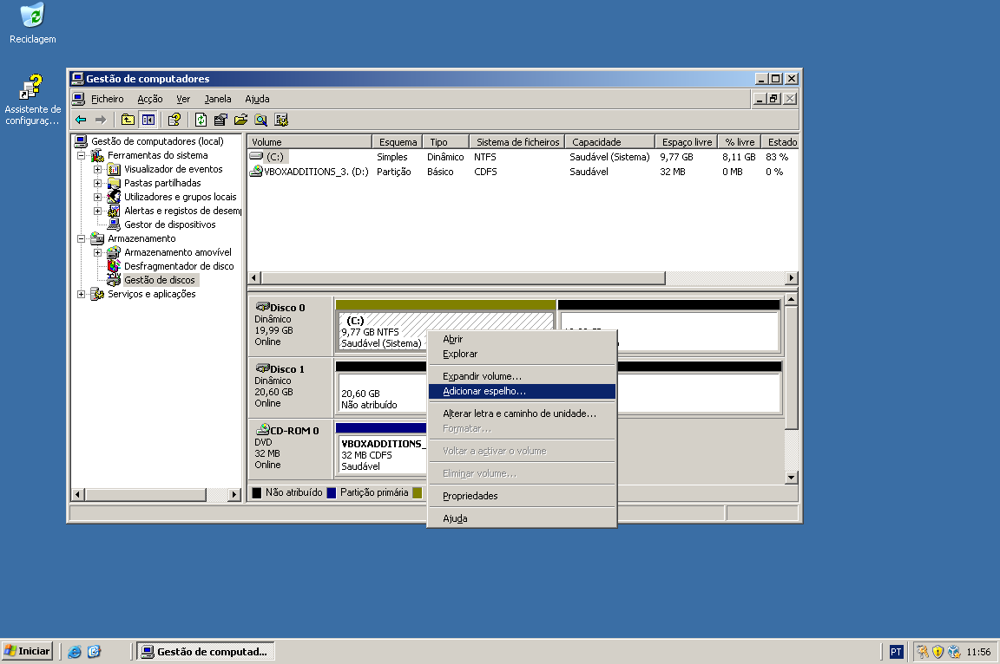 Reciclagem
Assistente de
configuraç...
Gestão de computadores
Ficheiro Acção Ver Janela Ajuda
Gestão de computadores (local)
Ferramentas do sistema
Visualizador de eventos
Pastas partilhadas
Utilizadores e grupos locais
Alertas e registos de desem
Gestor de dispositivos
Armazenamento
Armazenamento amovível
Desfragmentador de disco
Gestão de discos
Serviços e aplicações
Volume Esquema Tipo Sistema de ficheiros Capacidade Espaço livre % livre Estado
(C:) Simples Dinâmico NTFS Saudável (Sistema) 9,77 GB 8,11 GB 83 %
VBOXADDITIONS_3. (D:) Partição Básico CDFS Saudável 32 MB 0 MB 0 %
Disco 0
Dinâmico
19,99 GB
Online
(C:)
9,77 GB NTFS
Saudável (Sistema)
Disco 1
Dinâmico
20,60 GB
Online
20,60 GB
Não atribuído
CD-ROM 0
DVD
32 MB
Online
VBOXADDITIONS_
32 MB CDFS
Saudável
Não atribuído Partição primária
Abrir
Explorar
Expandir volume...
Adicionar espelho...
Alterar letra e caminho de unidade...
Formatar...
Voltar a activar o volume
Eliminar volume...
Propriedades
Ajuda
Iniciar
Gestão de computad...
PT
11:56